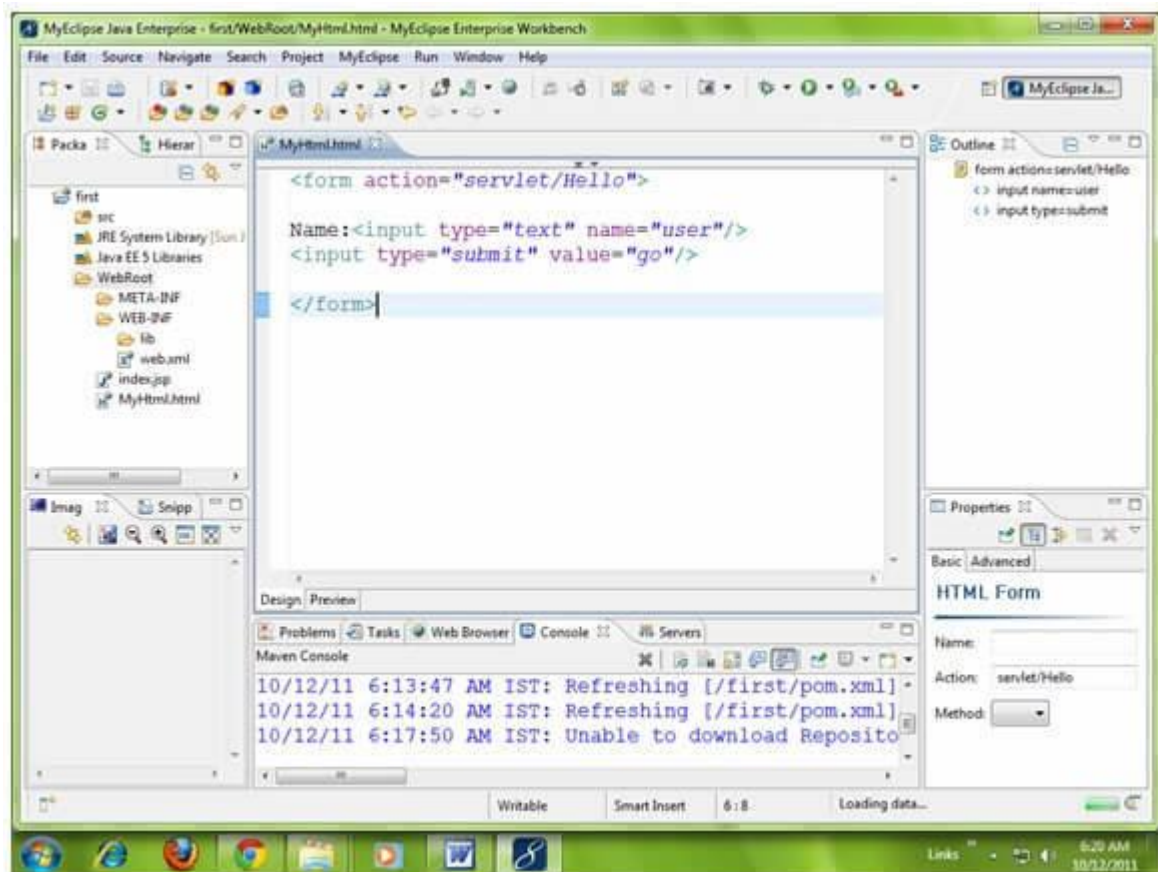 MyEclipse Java Enterprise - first/WebRoot/MyHtml.html - MyEclipse Enterprise Workbench
File Edit Source Navigate Search Project MyEclipse Run Window Help
MyEclipse Ja...
Packa
Hierar
first
src
JRE System Library [Sun J
Java EE 5 Libraries
WebRoot
META-INF
WEB-INF
lib
web.xml
index.jsp
MyHtml.html
MyHtml.html
<form action="servlet/Hello">
Name:<input type="text" name="user"/>
<input type="submit" value="go"/>
</form>
Design Preview
Outline
form action=servlet/Hello
input name=user
input type=submit
Imag
Snipp
Problems Tasks Web Browser Console Servers
Maven Console
10/12/11 6:13:47 AM IST: Refreshing [/first/pom.xml]
10/12/11 6:14:20 AM IST: Refreshing [/first/pom.xml]
10/12/11 6:17:50 AM IST: Unable to download Reposito
Properties
Basic Advanced
HTML Form
Name:
Action: servlet/Hello
Method:
Writable Smart Insert 6:8 Loading data...
Links
6:20 AM
10/12/2011